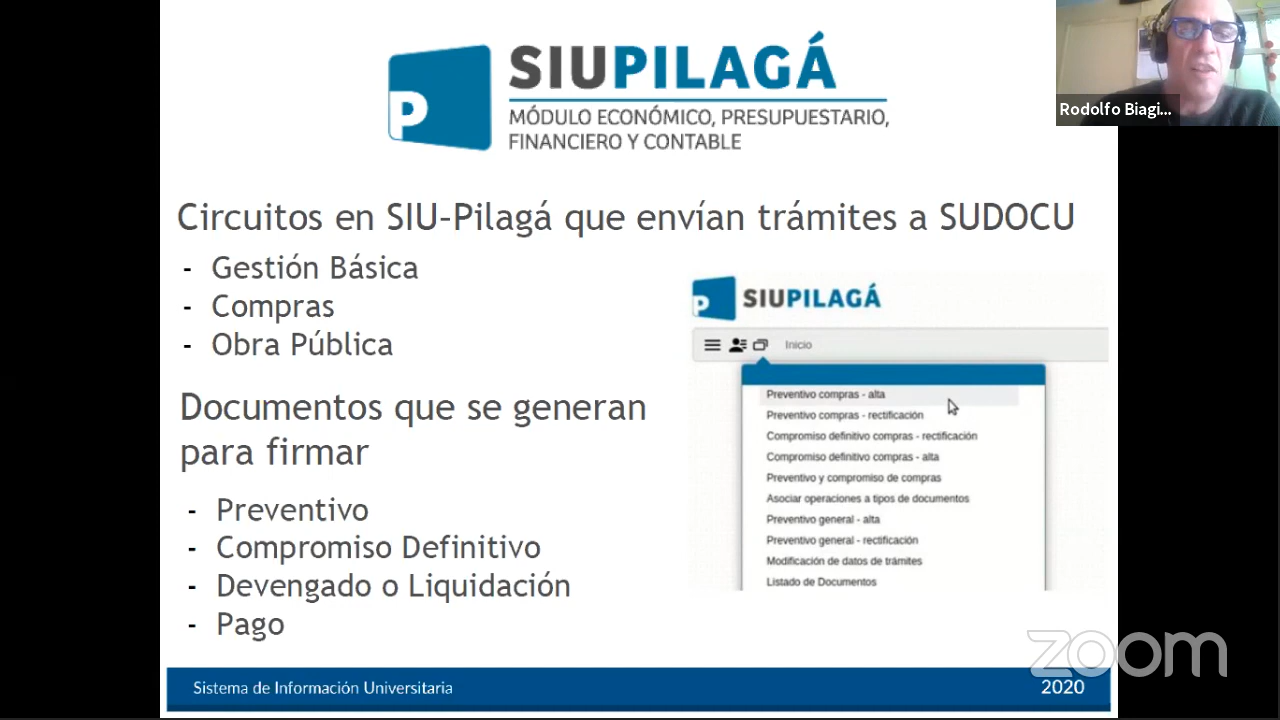 SIUPILAGÁ
MÓDULO ECONÓMICO, PRESUPUESTARIO,
FINANCIERO Y CONTABLE
Rodolfo Biagi...
Circuitos en SIU-Pilagá que envían trámites a SUDOCU
- Gestión Básica
- Compras
- Obra Pública
Documentos que se generan
para firmar
- Preventivo
- Compromiso Definitivo
- Devengado o Liquidación
- Pago
P SIUPILAGÁ
Inicio
Preventivo compras - alta
Preventivo compras - rectificación
Compromiso definitivo compras - rectificación
Compromiso definitivo compras - alta
Preventivo y compromiso de compras
Asociar operaciones a tipos de documentos
Preventivo general - alta
Preventivo general - rectificación
Modificación de datos de trámites
Listado de Documentos
zoom
Sistema de Información Universitaria
2020